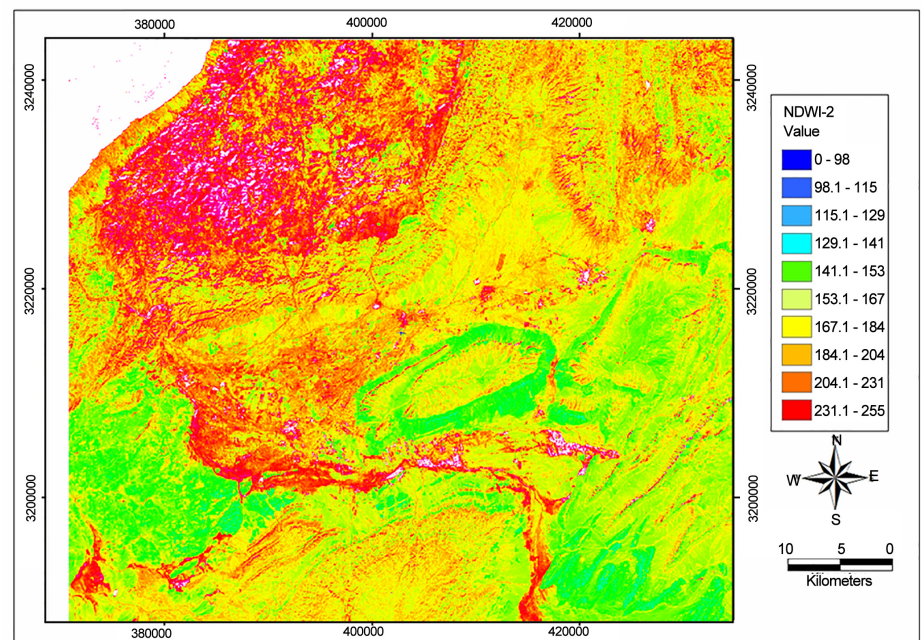 380000 400000 420000
3240000
3220000
3200000
3240000
3220000
3200000
NDWI-2
Value
0 - 98
98.1 - 115
115.1 - 129
129.1 - 141
141.1 - 153
153.1 - 167
167.1 - 184
184.1 - 204
204.1 - 231
231.1 - 255
N
W E
S
10 5 0
Kilometers
380000 400000 420000